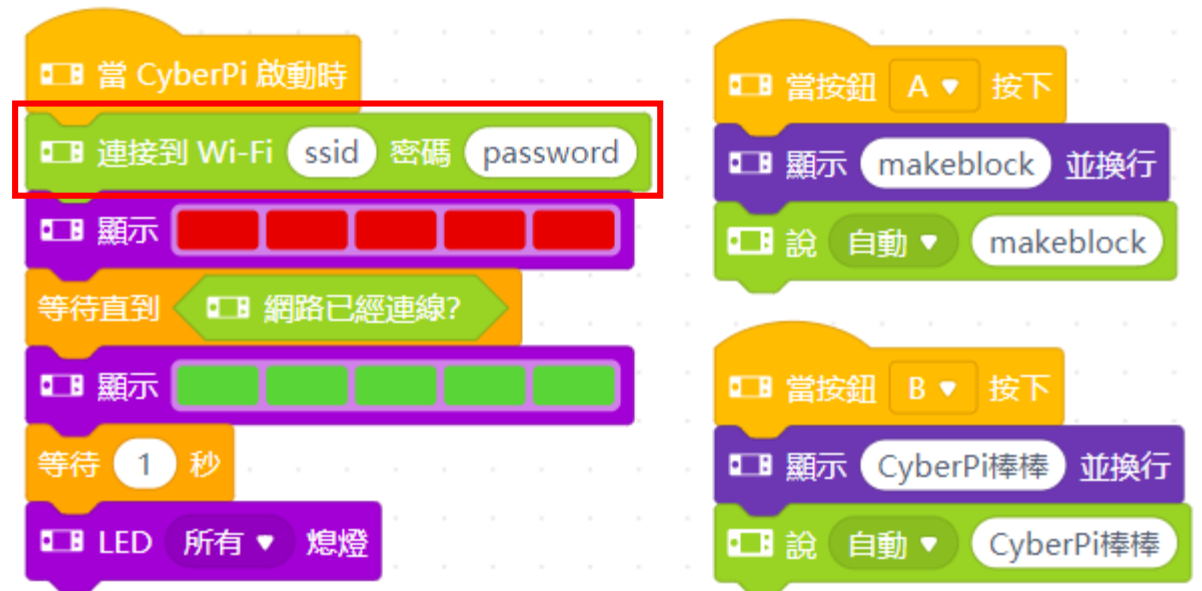 當 CyberPi 啟動時
連接到 Wi-Fi ssid 密碼 password
顯示
等待直到 網路已經連線?
顯示
等待 1 秒
LED 所有 熄燈
當按鈕 A 按下
顯示 makeblock 並換行
說 自動 makeblock
當按鈕 B 按下
顯示 CyberPi棒棒 並換行
說 自動 CyberPi棒棒